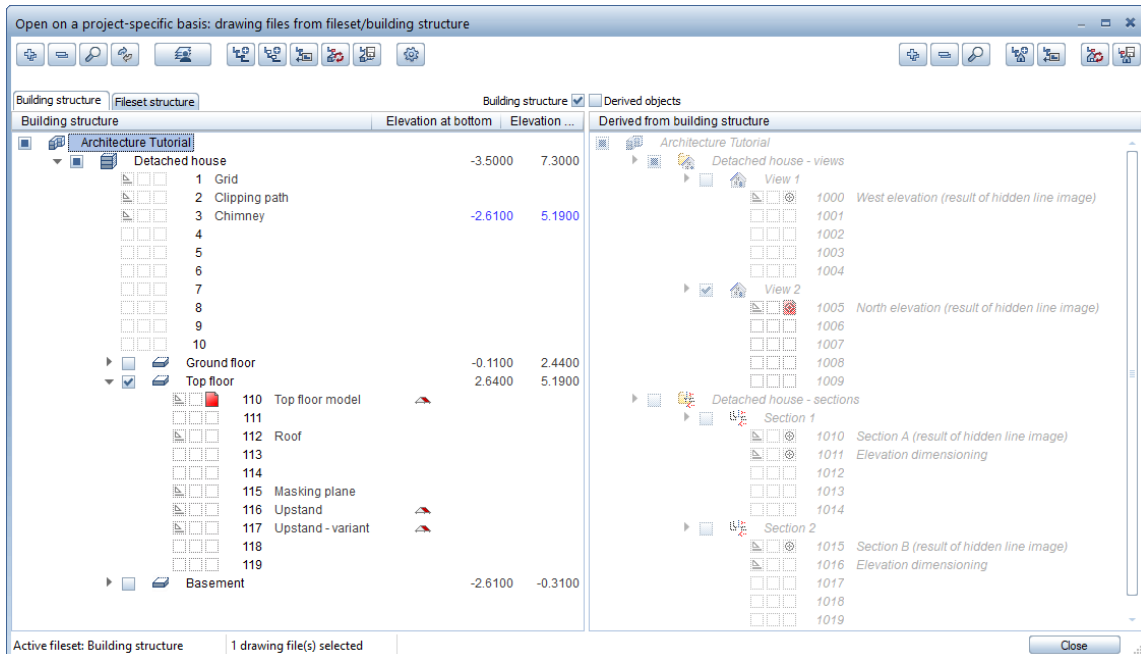 Open on a project-specific basis: drawing files from fileset/building structure
Building structure Fileset structure Building structure Derived objects
Building structure Elevation at bottom Elevation ... Derived from building structure
Architecture Tutorial Architecture Tutorial
Detached house -3.5000 7.3000 Detached house - views
1 Grid View 1
2 Clipping path 1000 West elevation (result of hidden line image)
3 Chimney -2.6100 5.1900 1001
4 1002
5 1003
6 1004
7 View 2
8 1005 North elevation (result of hidden line image)
9 1006
10 1007
Ground floor -0.1100 2.4400 1008
Top floor 2.6400 5.1900 1009
110 Top floor model Detached house - sections
111 Section 1
112 Roof 1010 Section A (result of hidden line image)
113 1011 Elevation dimensioning
114 1012
115 Masking plane 1013
116 Upstand 1014
117 Upstand - variant Section 2
118 1015 Section B (result of hidden line image)
119 1016 Elevation dimensioning
Basement -2.6100 -0.3100 1017
1018
1019
Active fileset: Building structure 1 drawing file(s) selected Close